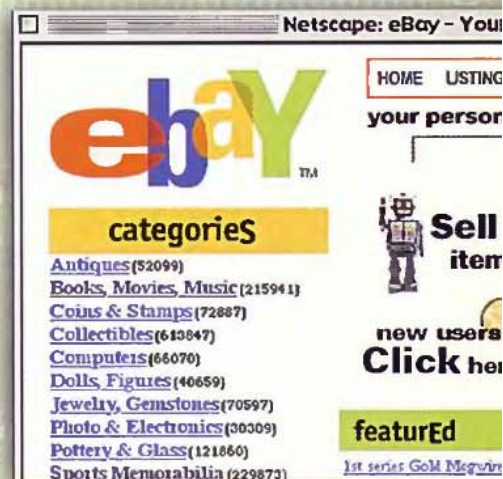 Netscape: eBay - Your
HOME LISTING
your person
ebaY™
categorieS
Antiques (52099)
Books, Movies, Music (215941)
Coins & Stamps (72887)
Collectibles (613847)
Computers (66070)
Dolls, Figures (40659)
Jewelry, Gemstones (70597)
Photo & Electronics (30309)
Pottery & Glass (121860)
Sports Memorabilia (229873)
Sell
item
new users
Click her
featurEd
1st series Gold Mcgwire